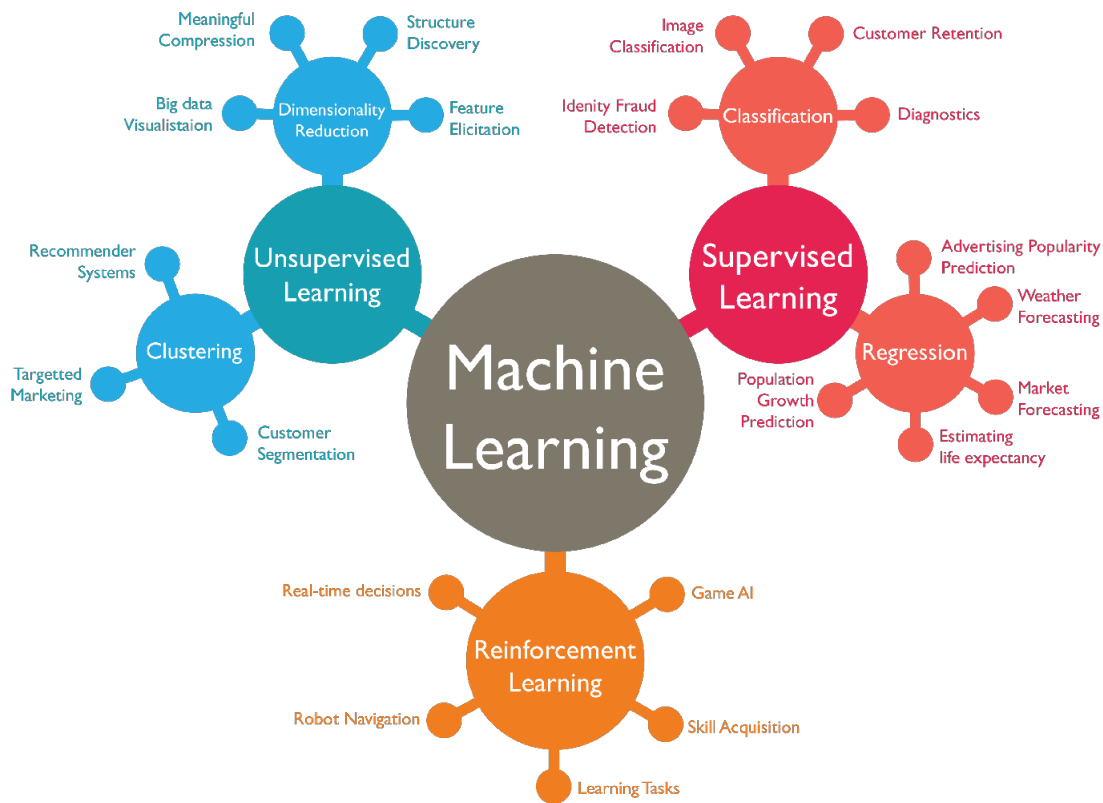 Meaningful
Compression
Structure
Discovery
Big data
Visualistaion
Dimensionality
Reduction
Feature
Elicitation
Image
Classification
Customer Retention
Idenity Fraud
Detection
Classification
Diagnostics
Recommender
Systems
Unsupervised
Learning
Clustering
Targetted
Marketing
Customer
Segmentation
Supervised
Learning
Advertising Popularity
Prediction
Weather
Forecasting
Regression
Population
Growth
Prediction
Market
Forecasting
Estimating
life expectancy
Machine
Learning
Real-time decisions
Game AI
Reinforcement
Learning
Robot Navigation
Skill Acquisition
Learning Tasks